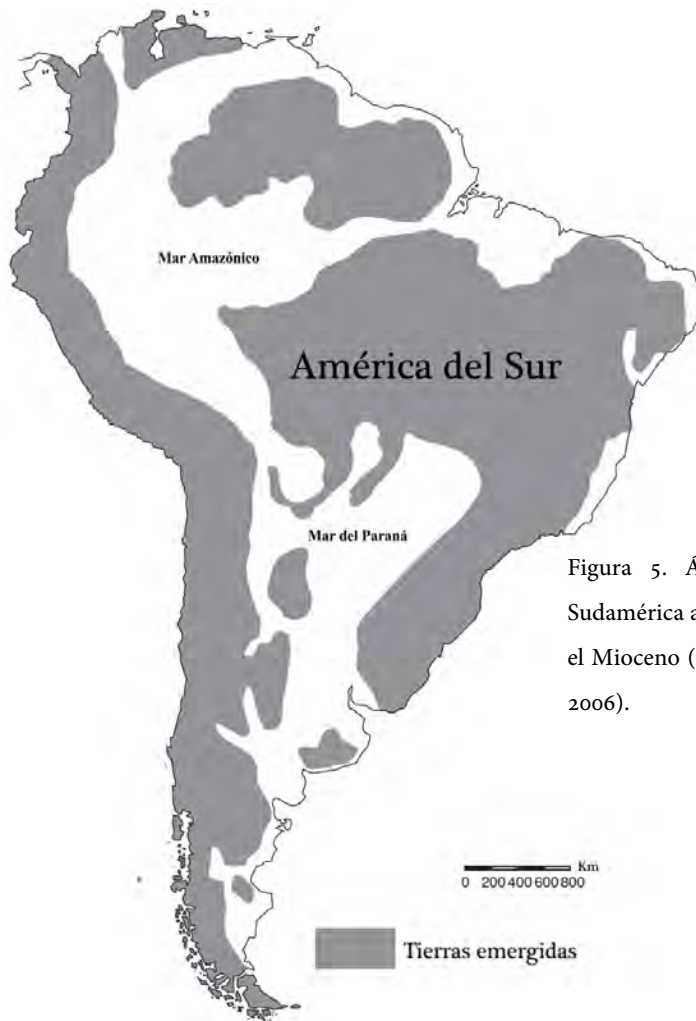 Mar Amazónico
América del Sur
Mar del Paraná
Figura 5. Á
Sudamérica a
el Mioceno (
2006).
Km
0 200 400 600 800
Tierras emergidas